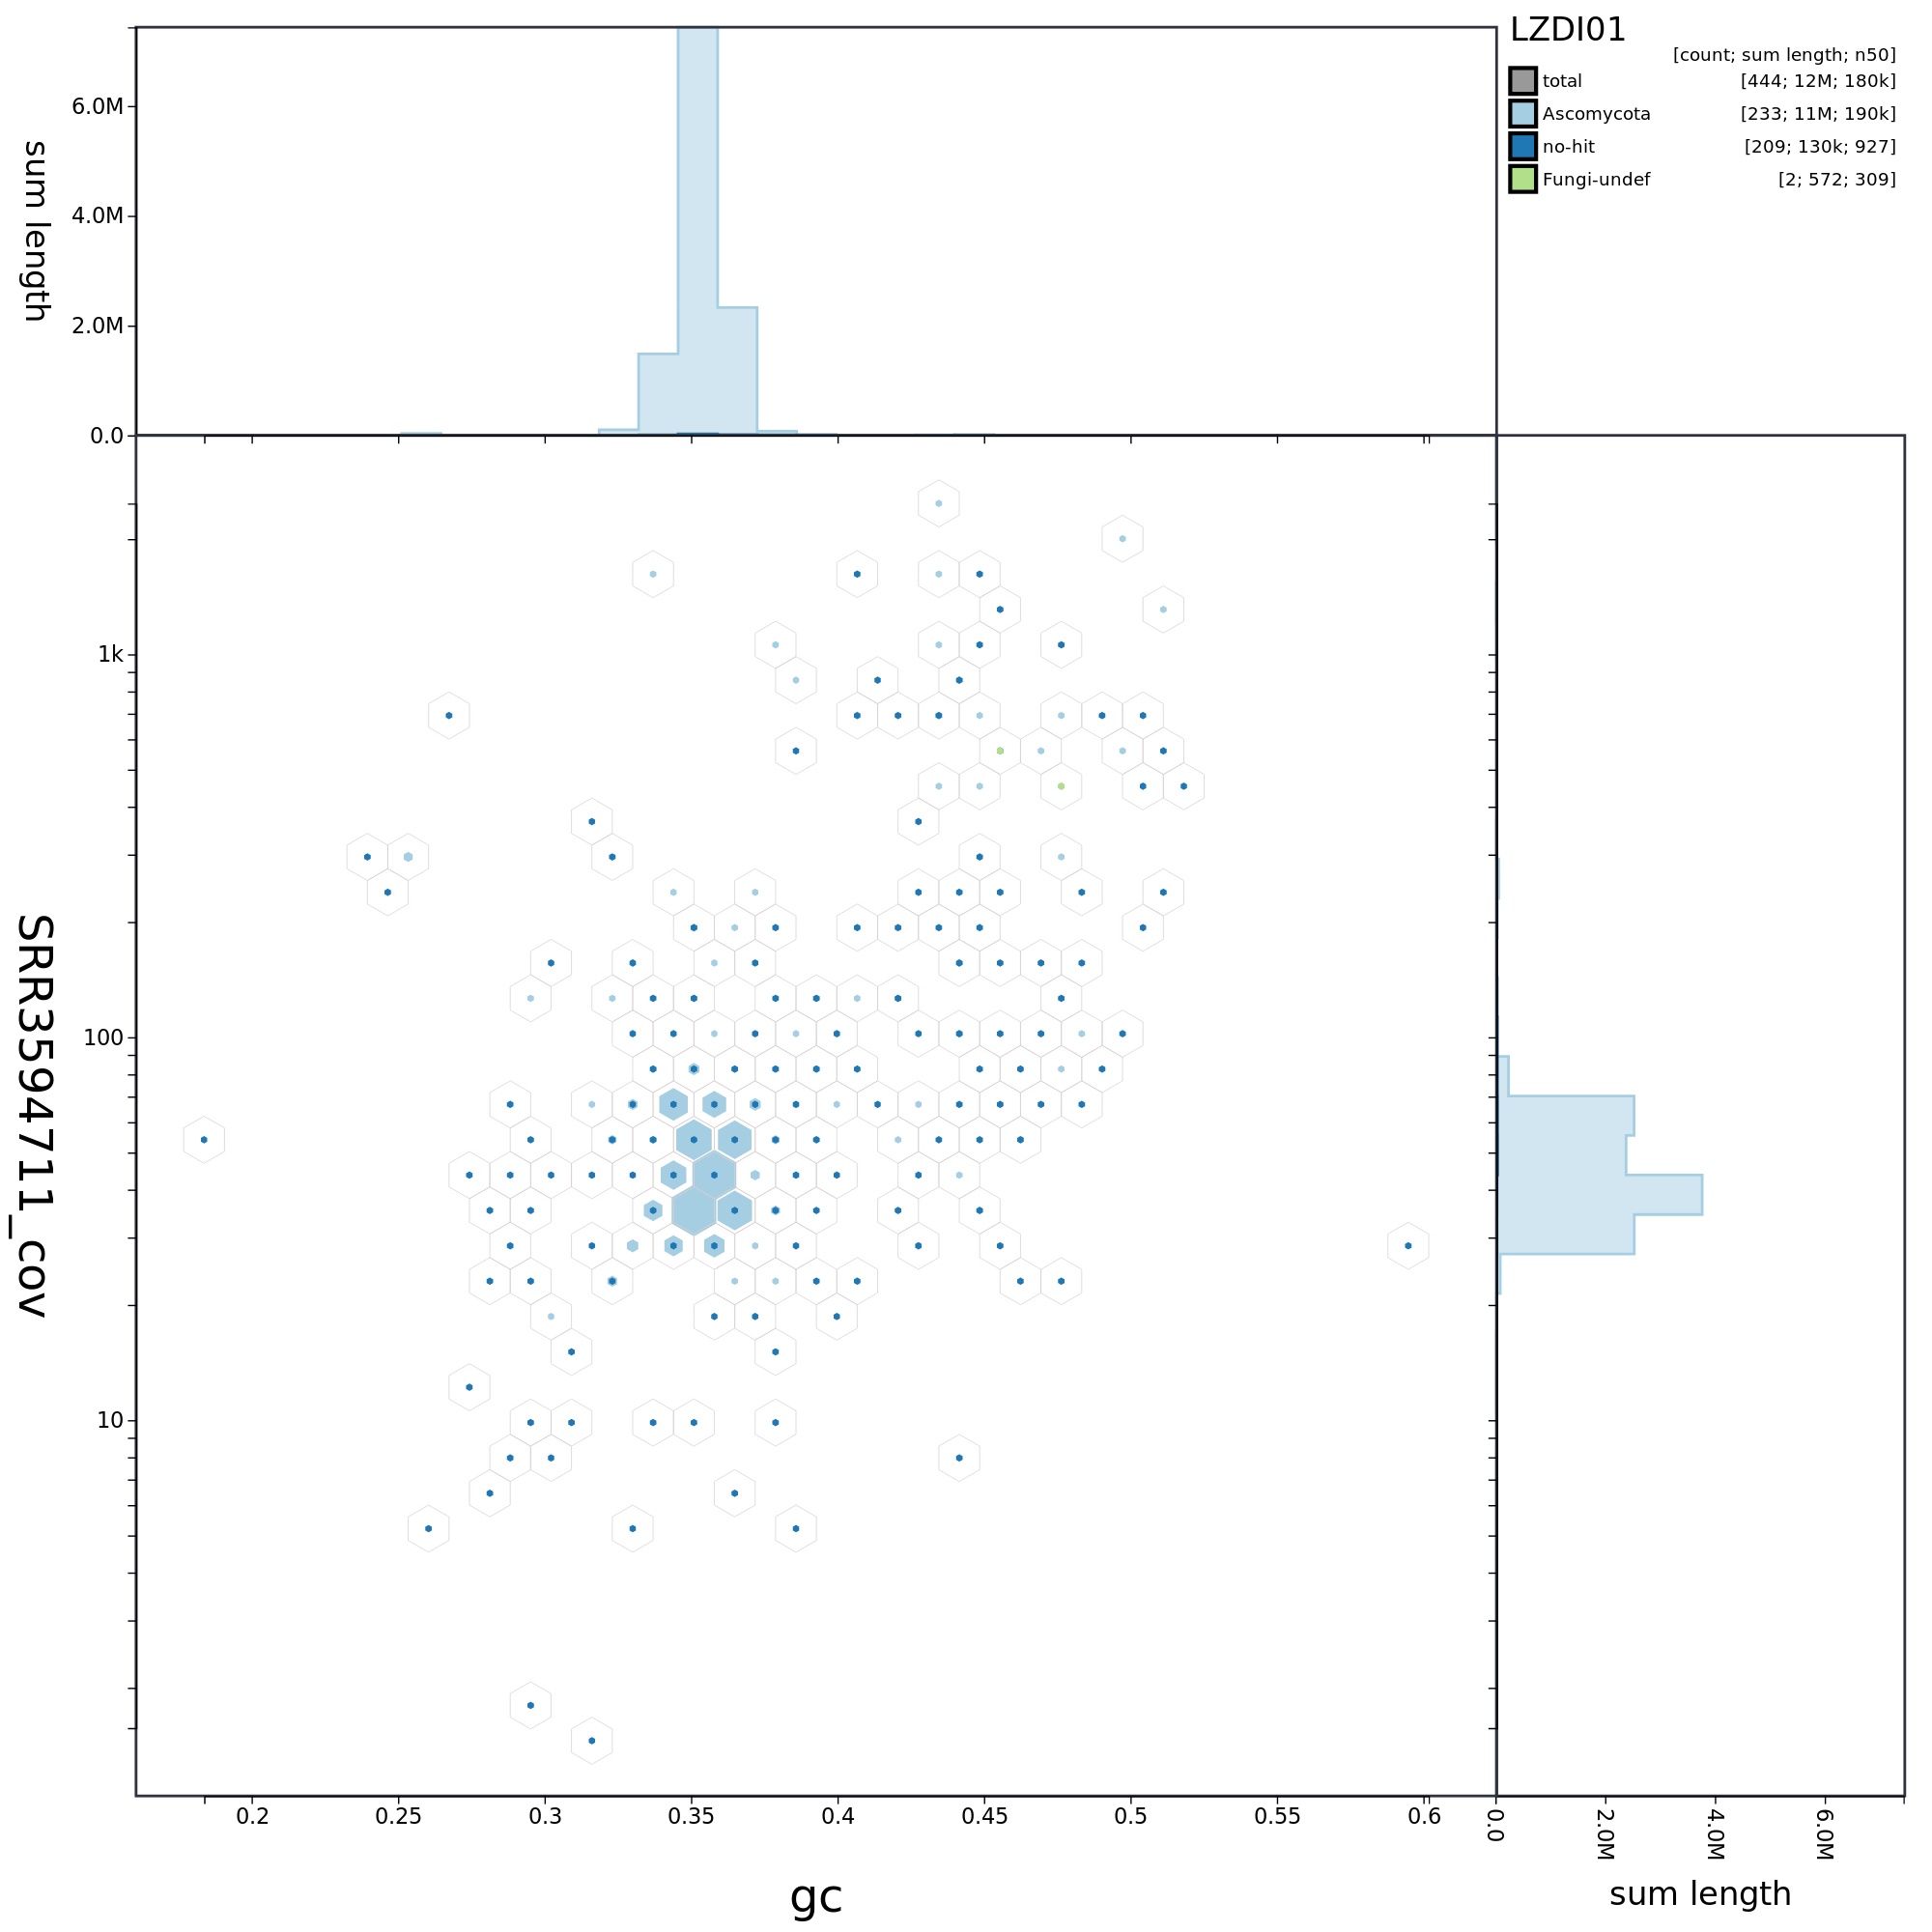 LZDI01
[count; sum length; n50]
total [444; 12M; 180k]
Ascomycota [233; 11M; 190k]
no-hit [209; 130k; 927]
Fungi-undef [2; 572; 309]
sum length
6.0M
4.0M
2.0M
0.0
SRR3594711_cov
1k
100
10
0.2 0.25 0.3 0.35 0.4 0.45 0.5 0.55 0.6
gc
0.0 2.0M 4.0M 6.0M
sum length